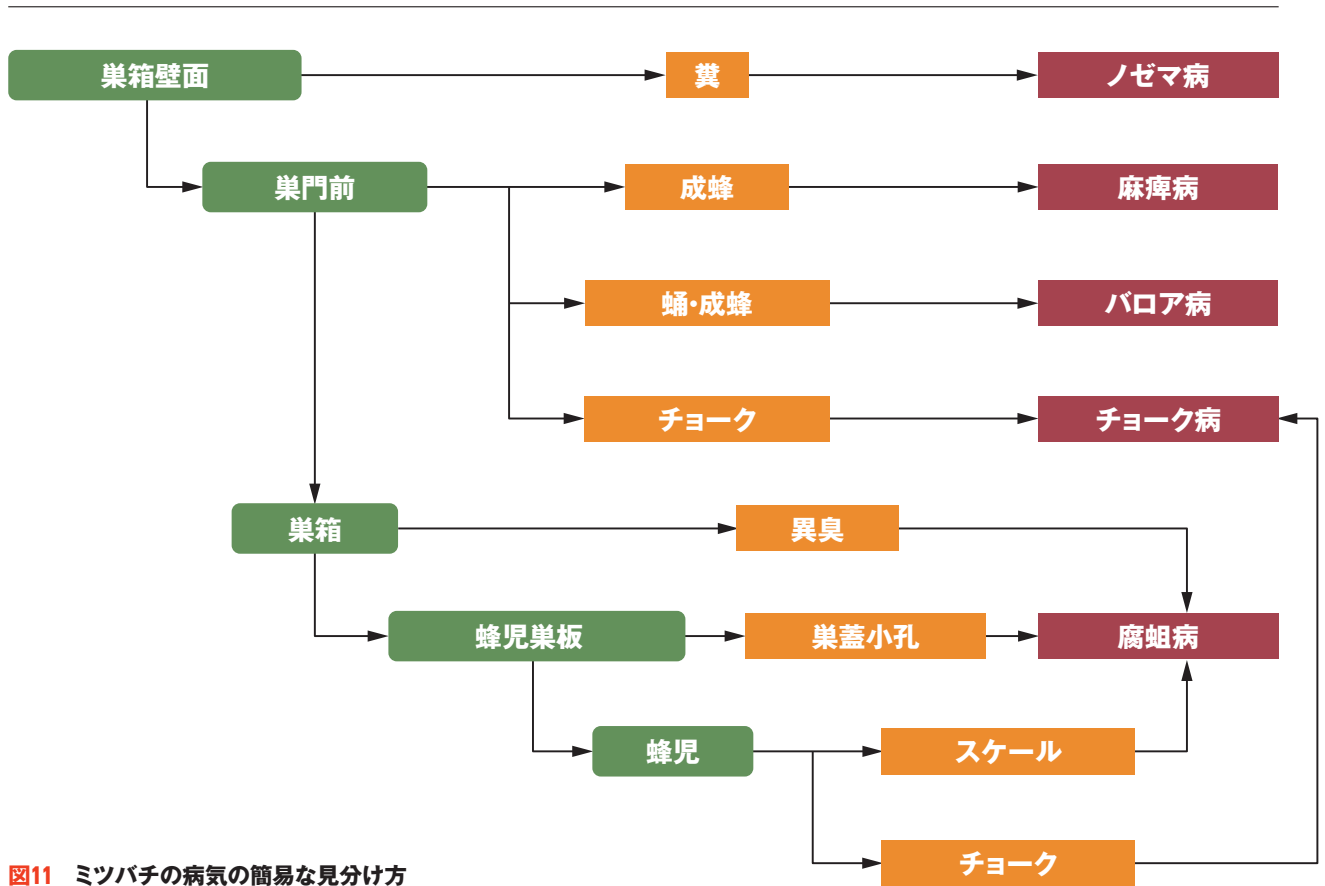 巣箱壁面 糞 ノゼマ病
巣門前 成蜂 麻痺病
蛹・成蜂 バロア病
チョーク チョーク病
巣箱 異臭
蜂児巣板 巣蓋小孔 腐蛆病
蜂児 スケール
チョーク
図11 ミツバチの病気の簡易な見分け方